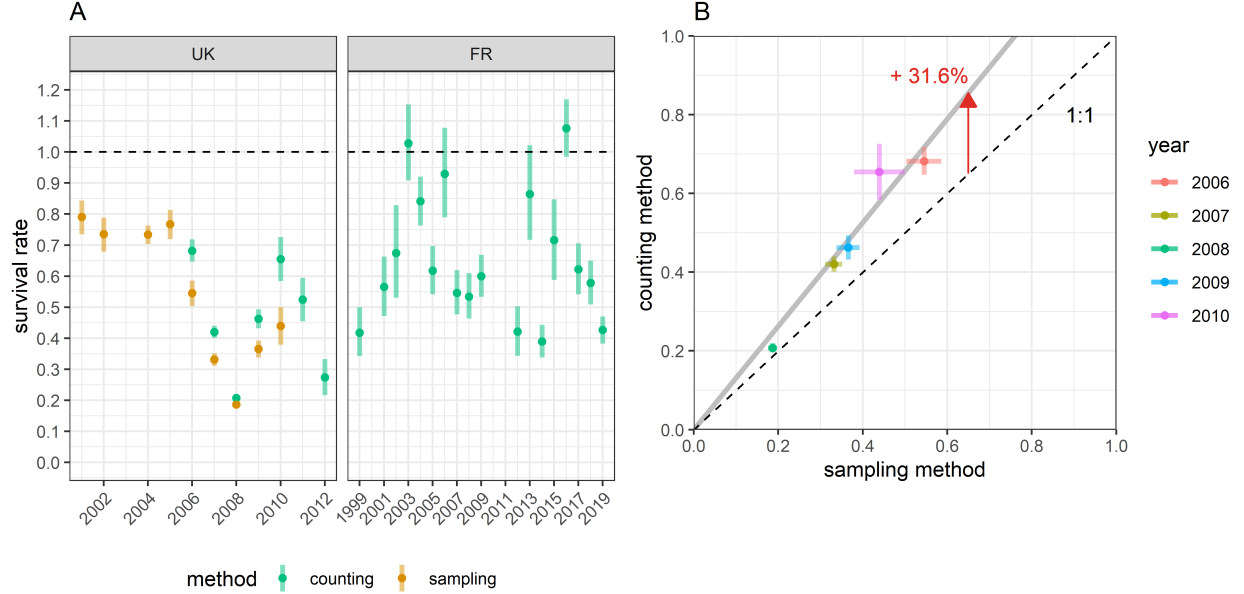 A
UK
FR
survival rate
1.2
1.1
1.0
0.9
0.8
0.7
0.6
0.5
0.4
0.3
0.2
0.1
0.0
2002 2004 2006 2008 2010 2012
1999 2001 2003 2005 2007 2009 2011 2013 2015 2017 2019
method counting sampling
B
counting method
1.0
0.8
0.6
0.4
0.2
0.0
+ 31.6%
1:1
0.0 0.2 0.4 0.6 0.8 1.0
sampling method
year
2006
2007
2008
2009
2010